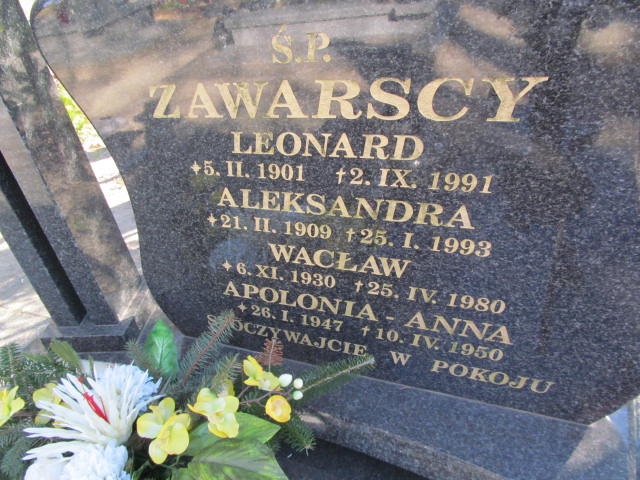 Ś.P.
ZAWARSCY
LEONARD
✦5. II. 1901 †2. IX. 1991
ALEKSANDRA
✦21. II. 1909 †25. I. 1993
WACŁAW
✦6. XI. 1930 †25. IV. 1980
APOLONIA - ANNA
✦26. I. 1947 †10. IV. 1950
SPOCZYWAJCIE W POKOJU